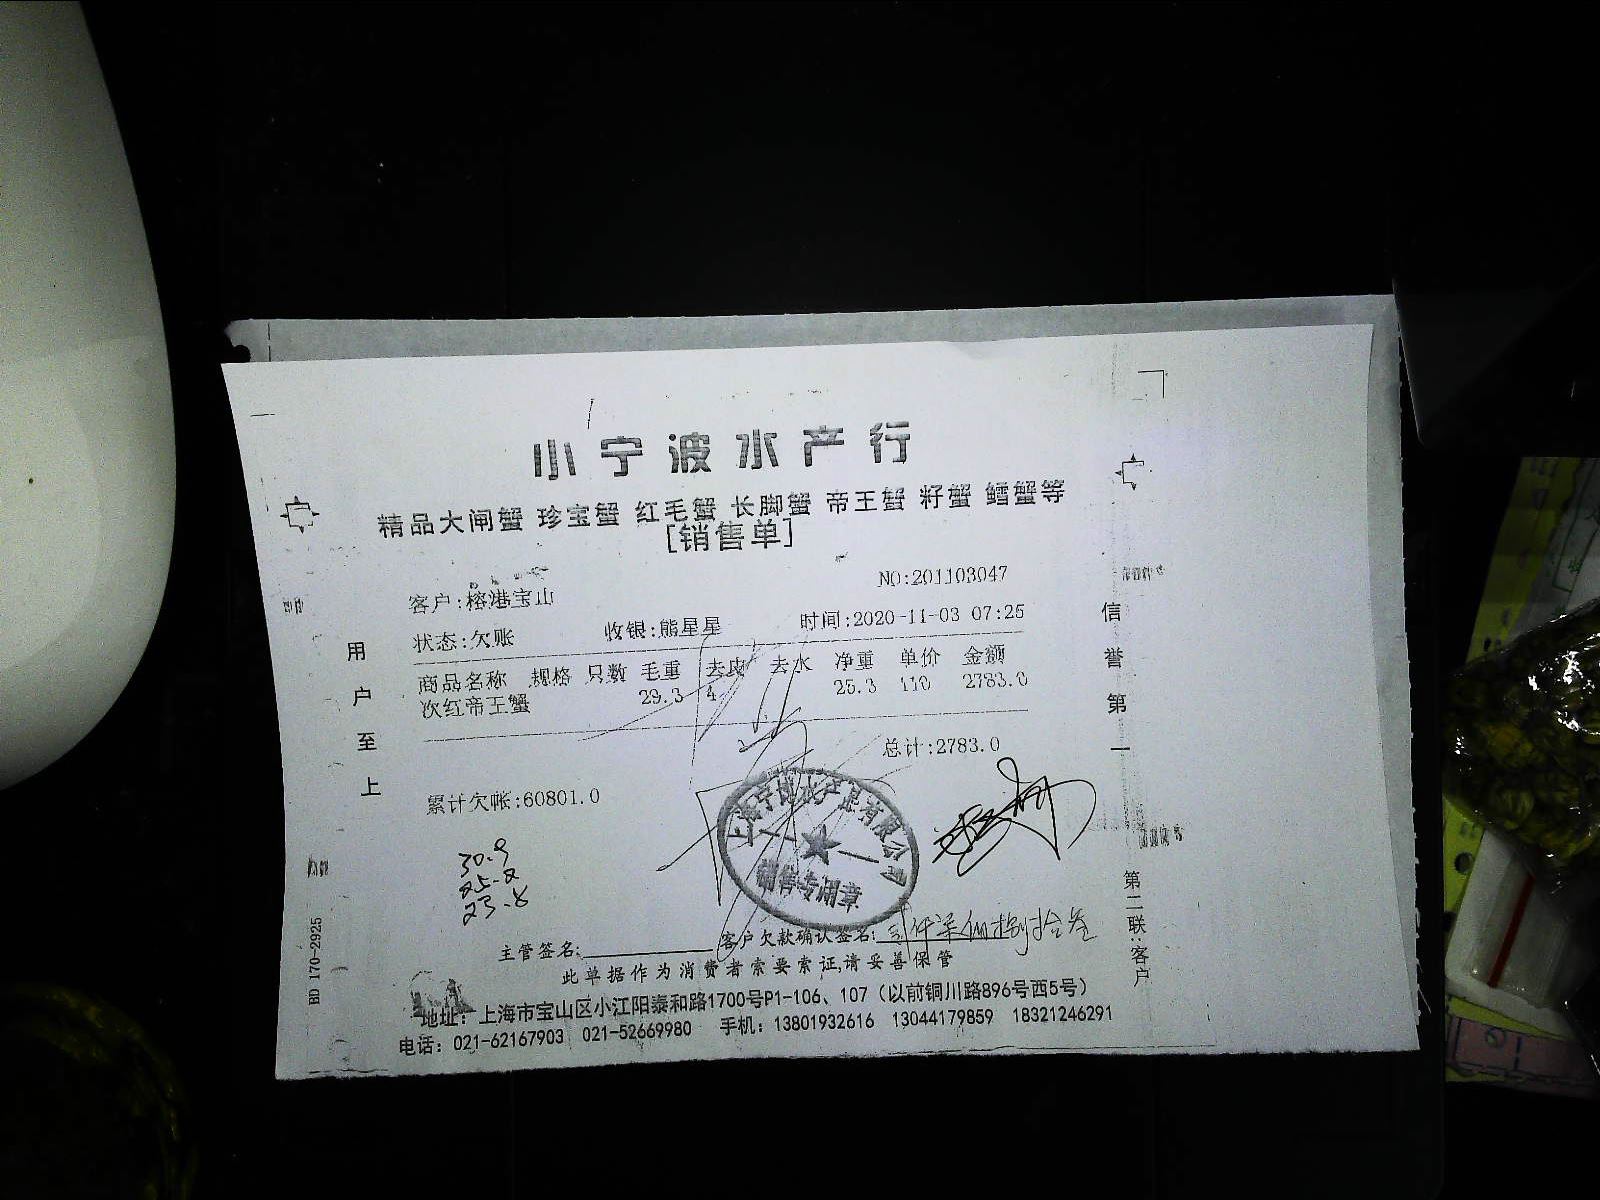 小宁波水产行
精品大闸蟹 珍宝蟹 红毛蟹 长脚蟹 帝王蟹 籽蟹 鳕蟹等
[销售单]
NO:201103047
客户:榕港宝山
状态:欠账 收银:熊星星 时间:2020-11-03 07:25
商品名称 规格 只数 毛重 去皮 去水 净重 单价 金额
次红帝王蟹 29.3 4 25.3 110 2783.0
总计:2783.0
累计欠帐:60801.0
30.9
25.2
23.8
销售专用章
主管签名: 客户欠款确认签名:
此单据作为消费者索要索证,请妥善保管
地址: 上海市宝山区小江阳泰和路1700号P1-106、107（以前铜川路896号西5号）
电话: 021-62167903 021-52669980 手机: 13801932616 13044179859 18321246291
用户至上
信誉第一
第二联:客户
HD 170-2925